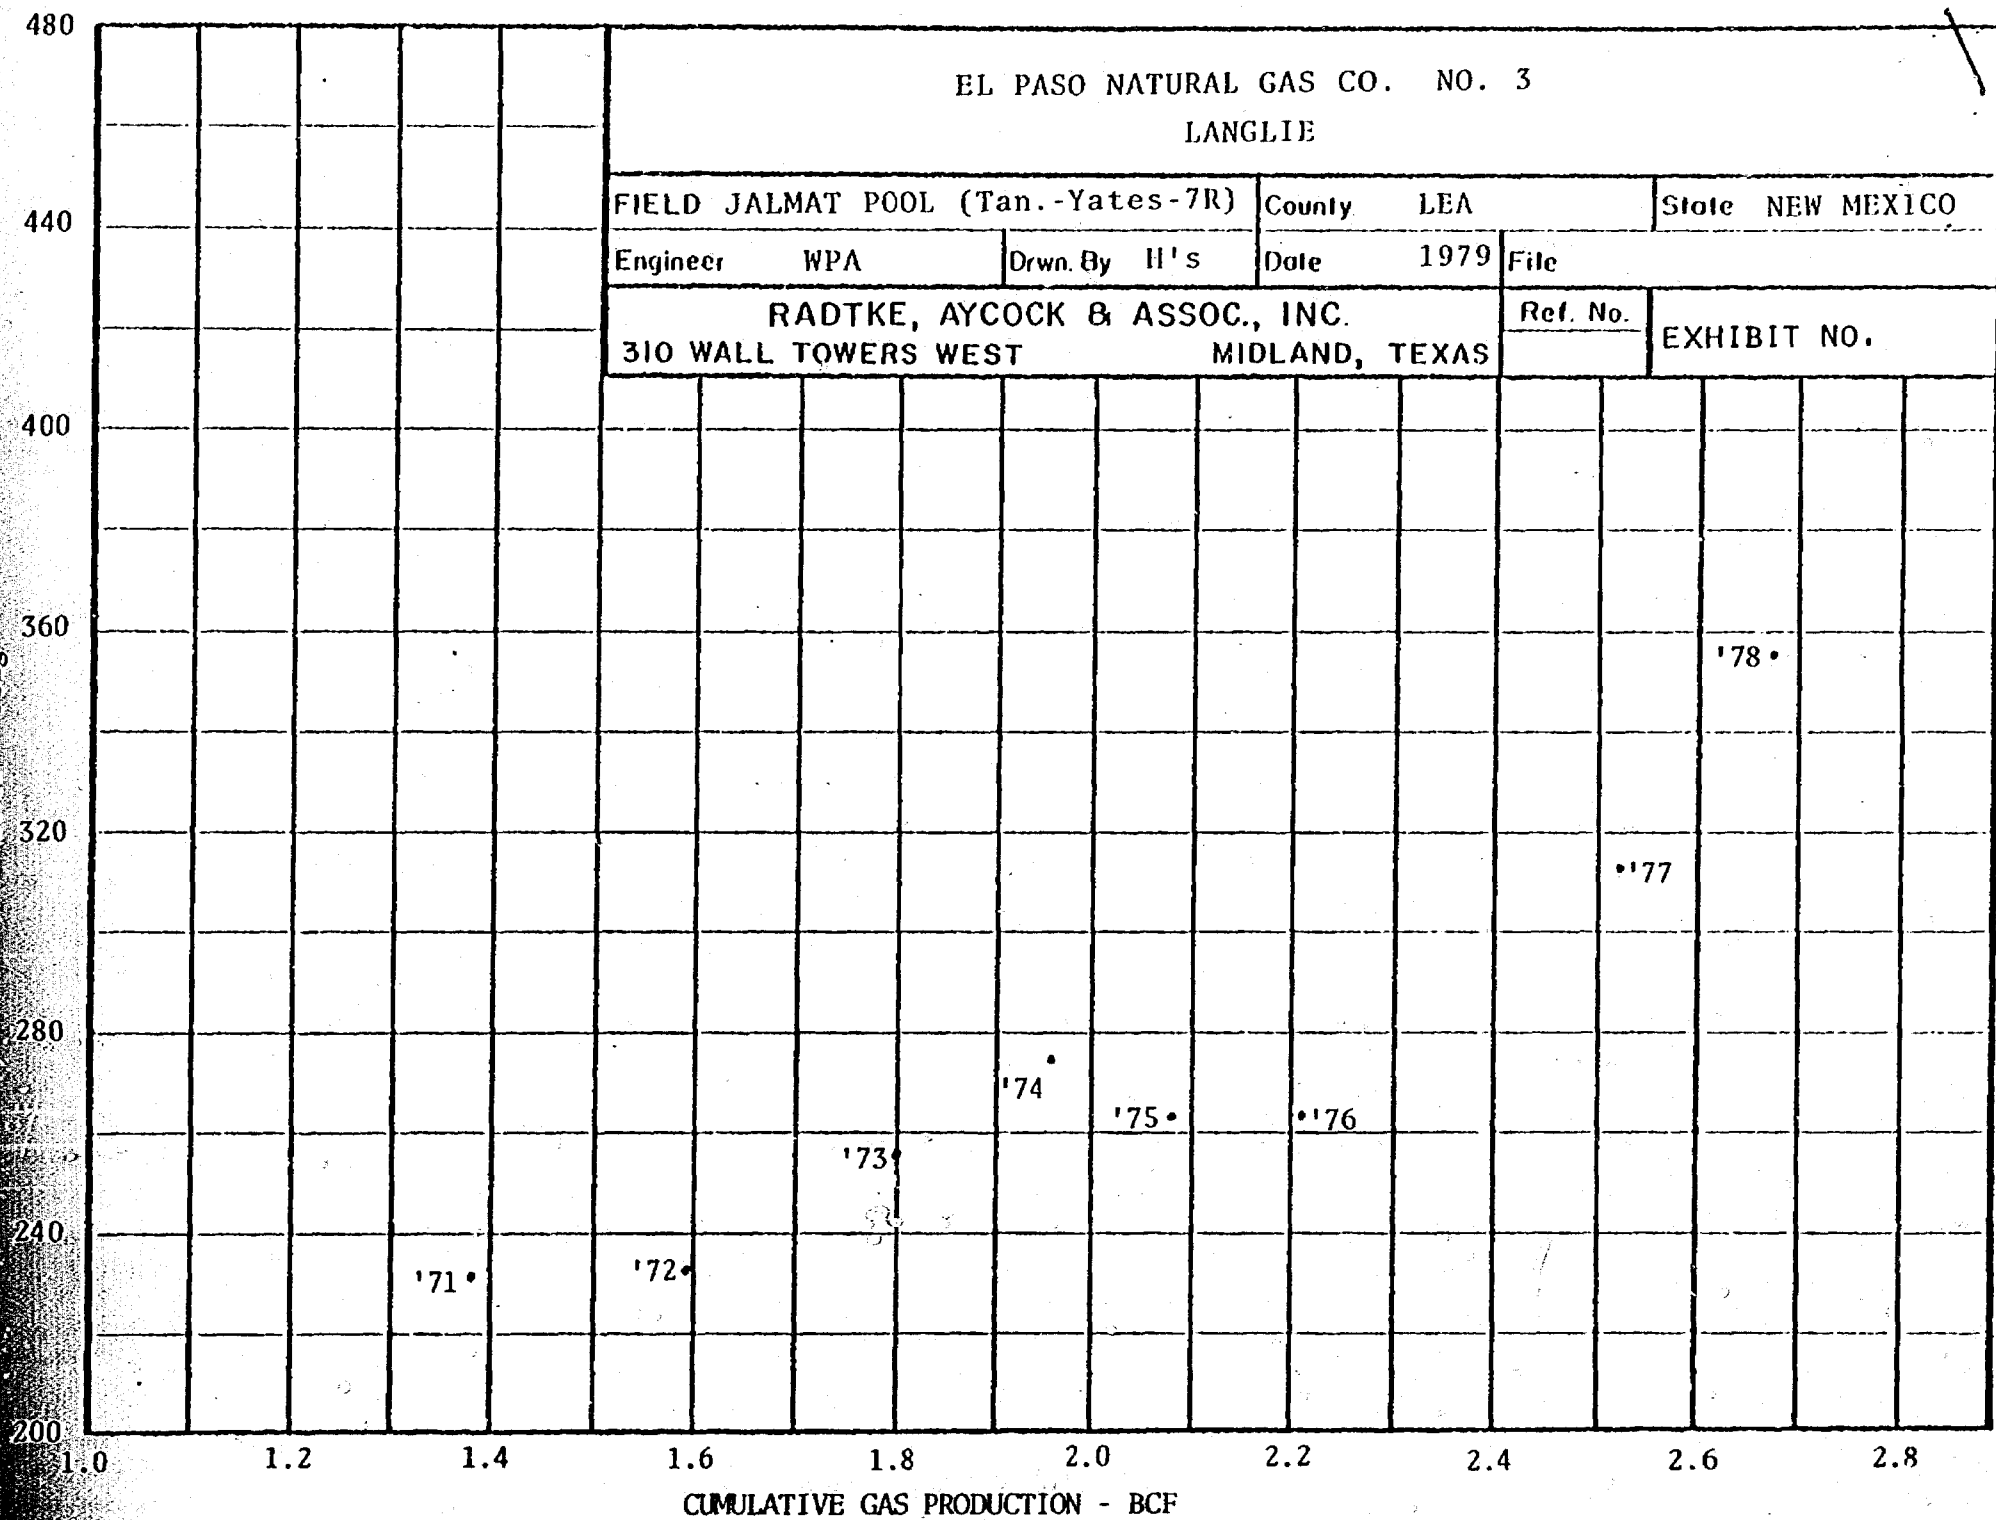 480
EL PASO NATURAL GAS CO. NO. 3
LANGLIE
FIELD JALMAT POOL (Tan.-Yates-7R) County LEA State NEW MEXICO
440
Engineer WPA Drwn. By H's Date 1979 File
RADTKE, AYCOCK & ASSOC., INC. Ref. No.
310 WALL TOWERS WEST MIDLAND, TEXAS EXHIBIT NO.
400
360
'78
320
'77
280
'74
'75 '76
'73
240
'71 '72
200
1.0 1.2 1.4 1.6 1.8 2.0 2.2 2.4 2.6 2.8
CUMULATIVE GAS PRODUCTION - BCF